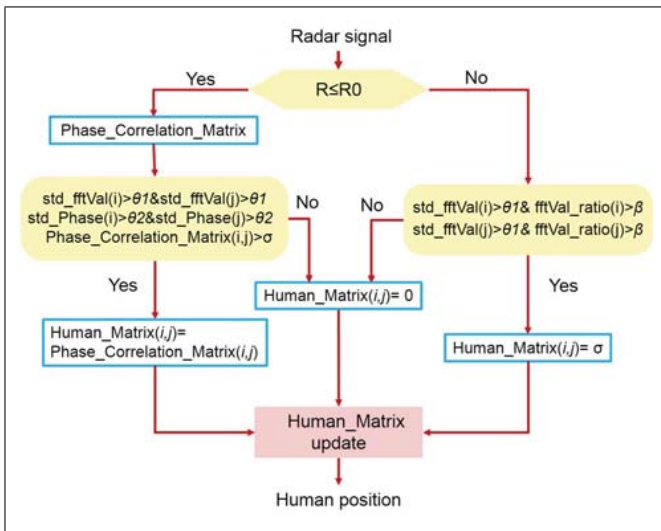 Radar signal
Yes
No
R≤R0
Phase_Correlation_Matrix
std_fftVal(i)>θ1&std_fftVal(j)>θ1
std_Phase(i)>θ2&std_Phase(j)>θ2
Phase_Correlation_Matrix(i,j)>σ
No
No
std_fftVal(i)>θ1& fftVal_ratio(i)>β
std_fftVal(j)>θ1& fftVal_ratio(j)>β
Yes
Human_Matrix(i,j)= 0
Yes
Human_Matrix(i,j)=
Phase_Correlation_Matrix(i,j)
Human_Matrix(i,j)= σ
Human_Matrix
update
Human position